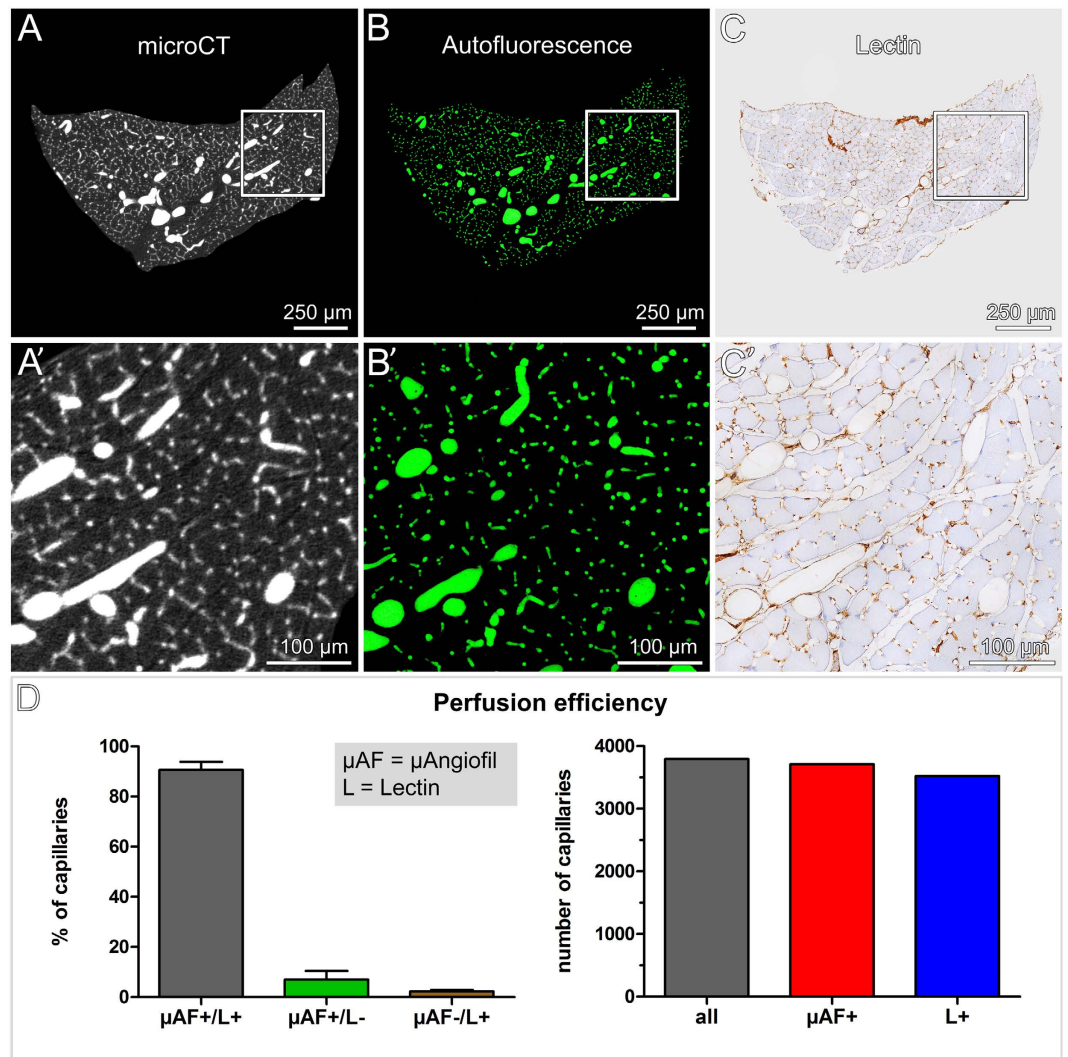 A
microCT
250 µm
B
Autofluorescence
250 µm
C
Lectin
250 µm
A'
100 µm
B'
100 µm
C'
100 µm
D
Perfusion efficiency
% of capillaries
100
80
60
40
20
0
µAF+/L+
µAF+/L-
µAF-/L+
µAF = µAngiofil
L = Lectin
number of capillaries
4000
3000
2000
1000
0
all
µAF+
L+